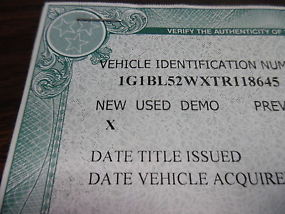 VERIFY THE AUTHENTICITY OF
VEHICLE IDENTIFICATION NUM
1G1BL52WXTR118645
NEW USED DEMO PREV
X
DATE TITLE ISSUED
DATE VEHICLE ACQUIRE